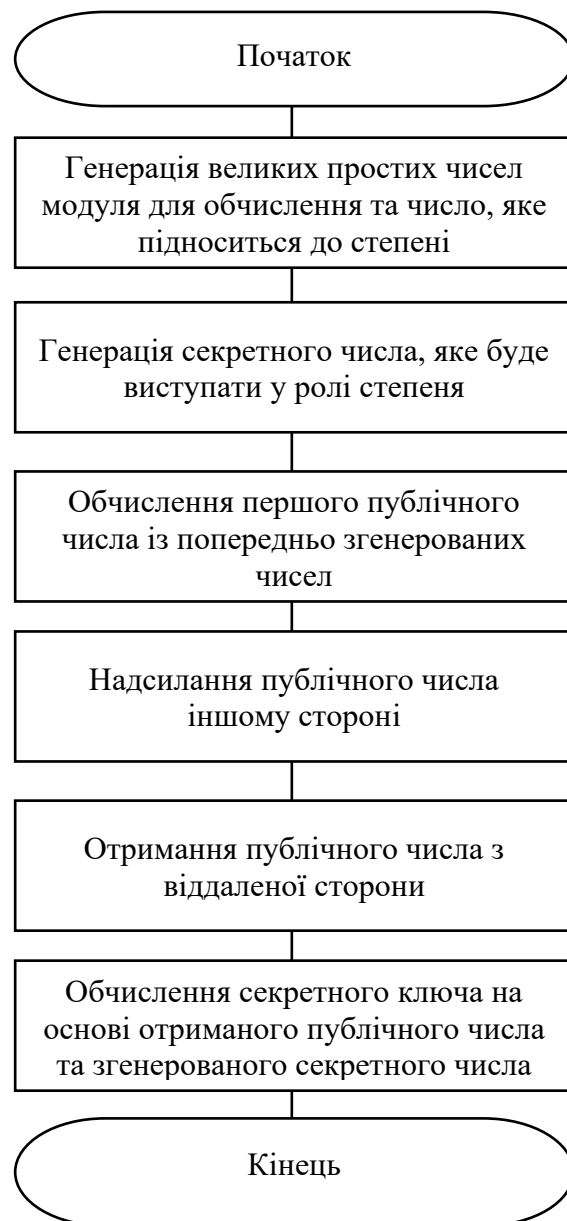 Початок
Генерація великих простих чисел
модуля для обчислення та число, яке
підноситься до степені
Генерація секретного числа, яке буде
виступати у ролі степеня
Обчислення першого публічного
числа із попередньо згенерованих
чисел
Надсилання публічного числа
іншому стороні
Отримання публічного числа з
віддаленої сторони
Обчислення секретного ключа на
основі отриманого публічного числа
та згенерованого секретного числа
Кінець